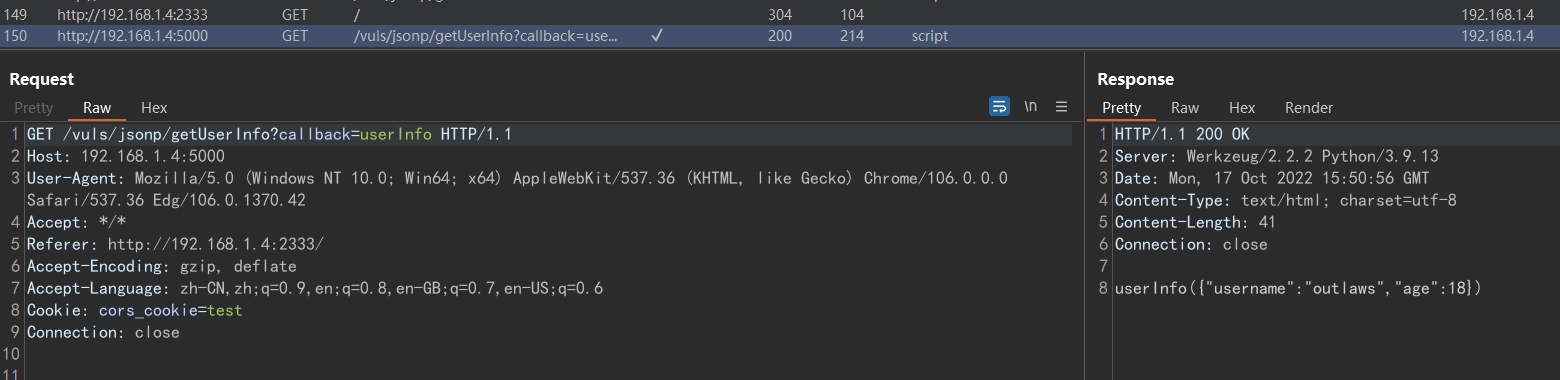 149 http://192.168.1.4:2333 GET / 304 104 192.168.1.4
150 http://192.168.1.4:5000 GET /vuls/jsonp/getUserInfo?callback=use... ✓ 200 214 script 192.168.1.4
Request
Pretty Raw Hex \n
1 GET /vuls/jsonp/getUserInfo?callback=userInfo HTTP/1.1
2 Host: 192.168.1.4:5000
3 User-Agent: Mozilla/5.0 (Windows NT 10.0; Win64; x64) AppleWebKit/537.36 (KHTML, like Gecko) Chrome/106.0.0.0
Safari/537.36 Edg/106.0.1370.42
4 Accept: */*
5 Referer: http://192.168.1.4:2333/
6 Accept-Encoding: gzip, deflate
7 Accept-Language: zh-CN,zh;q=0.9,en;q=0.8,en-GB;q=0.7,en-US;q=0.6
8 Cookie: cors_cookie=test
9 Connection: close
10
11
Response
Pretty Raw Hex Render
1 HTTP/1.1 200 OK
2 Server: Werkzeug/2.2.2 Python/3.9.13
3 Date: Mon, 17 Oct 2022 15:50:56 GMT
4 Content-Type: text/html; charset=utf-8
5 Content-Length: 41
6 Connection: close
7
8 userInfo({"username":"outlaws","age":18})